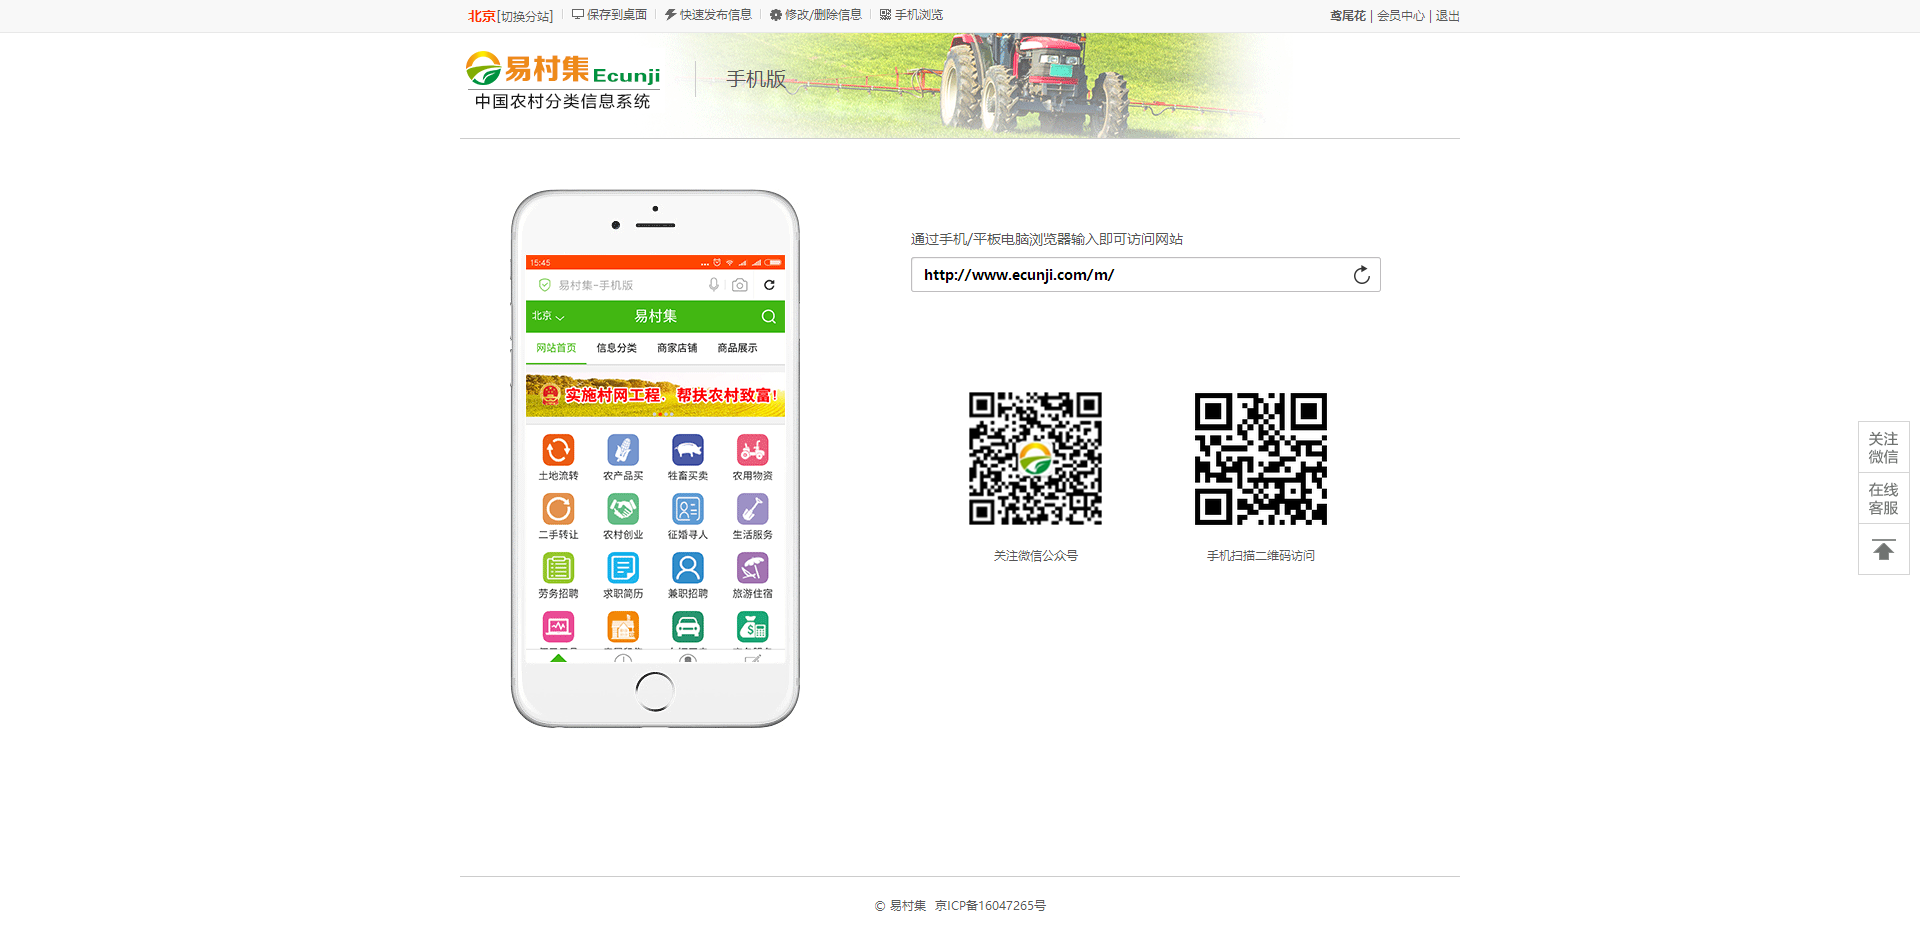 北京[切换分站] 保存到桌面 快速发布信息 修改/删除信息 手机浏览 鸢尾花 | 会员中心 | 退出
易村集Ecunji
中国农村分类信息系统
手机版
15:45
易村集-手机版
北京 易村集
网站首页 信息分类 商家店铺 商品展示
实施村网工程．帮扶农村致富!
土地流转 农产品买 牲畜买卖 农用物资
二手转让 农村创业 征婚寻人 生活服务
劳务招聘 求职简历 兼职招聘 旅游住宿
通过手机/平板电脑浏览器输入即可访问网站
http://www.ecunji.com/m/
关注微信公众号 手机扫描二维码访问
关注
微信
在线
客服
© 易村集 京ICP备16047265号